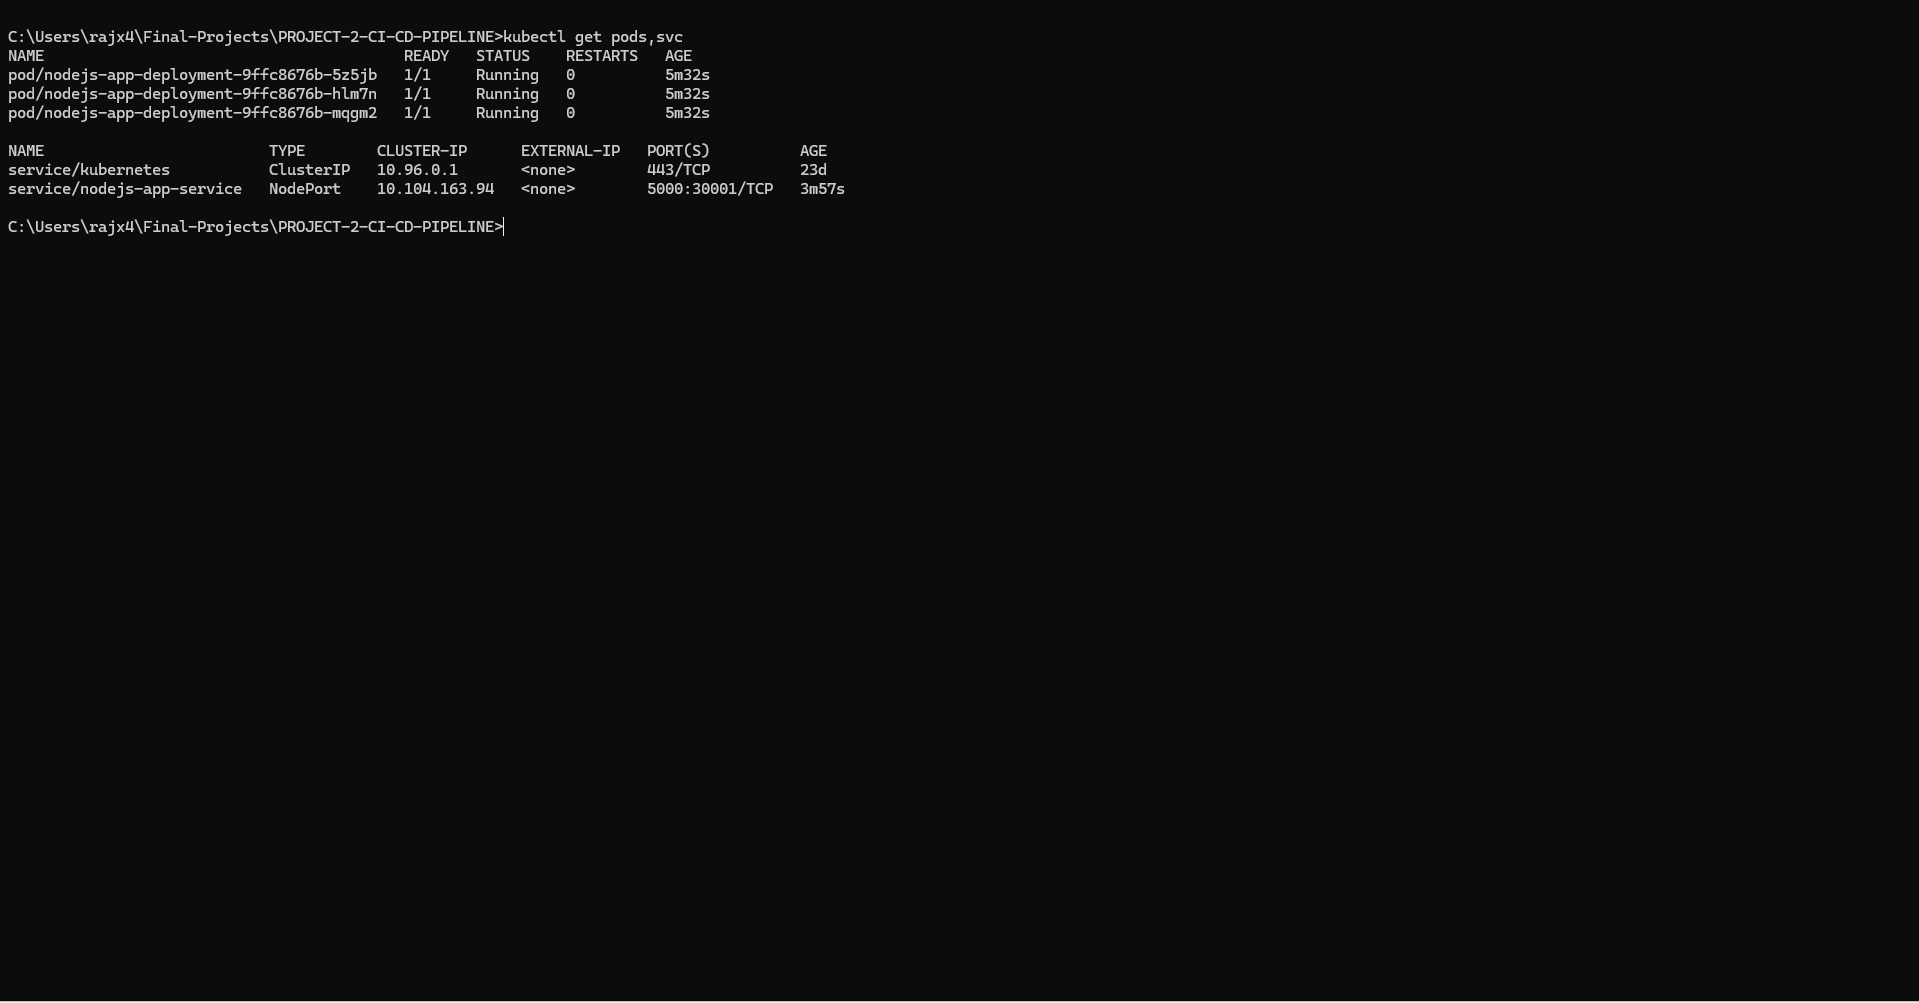 C:\Users\rajx4\Final-Projects\PROJECT-2-CI-CD-PIPELINE>kubectl get pods,svc
NAME                                        READY   STATUS    RESTARTS   AGE
pod/nodejs-app-deployment-9ffc8676b-5z5jb   1/1     Running   0          5m32s
pod/nodejs-app-deployment-9ffc8676b-hlm7n   1/1     Running   0          5m32s
pod/nodejs-app-deployment-9ffc8676b-mqgm2   1/1     Running   0          5m32s
NAME                         TYPE        CLUSTER-IP      EXTERNAL-IP   PORT(S)          AGE
service/kubernetes           ClusterIP   10.96.0.1       <none>        443/TCP          23d
service/nodejs-app-service   NodePort    10.104.163.94   <none>        5000:30001/TCP   3m57s
C:\Users\rajx4\Final-Projects\PROJECT-2-CI-CD-PIPELINE>